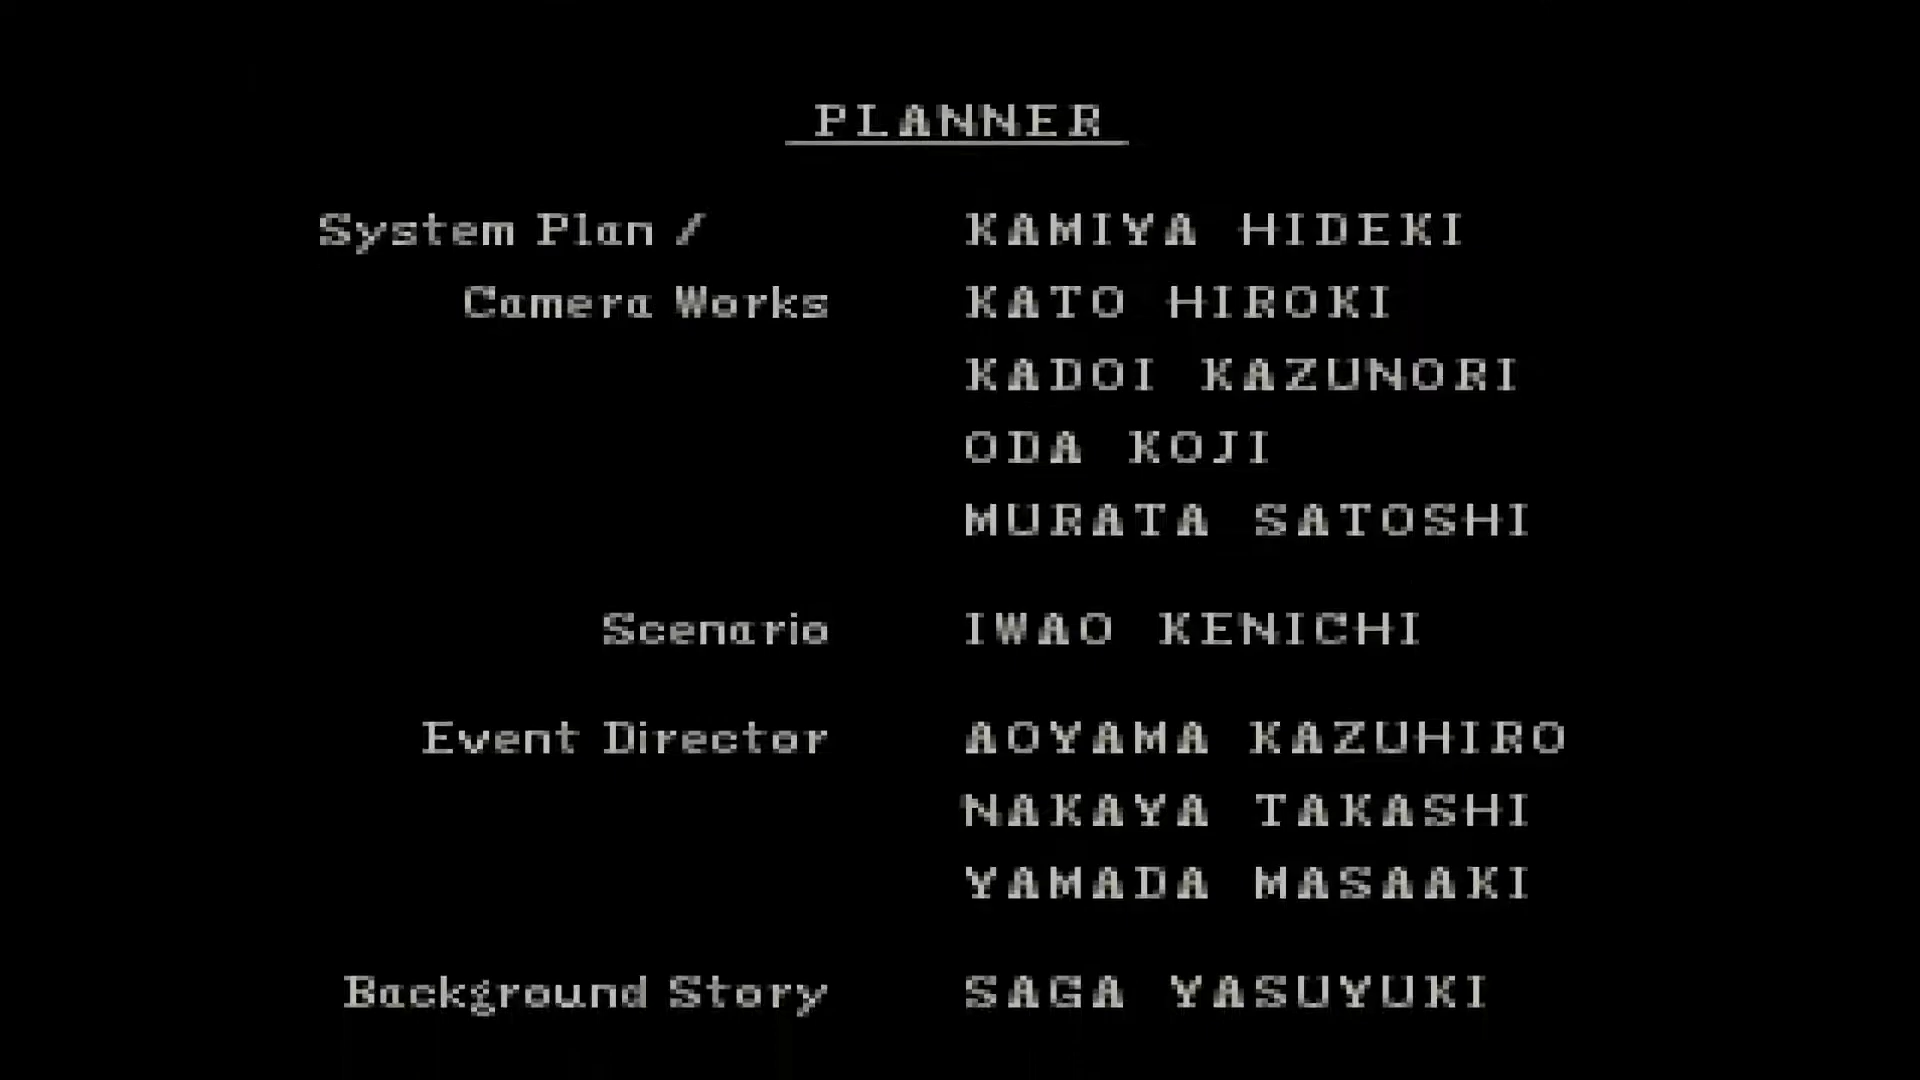 PLANNER
System Plan / KAMIYA HIDEKI
Camera Works KATO HIROKI
KADOI KAZUNORI
ODA KOJI
MURATA SATOSHI
Scenario IWAO KENICHI
Event Director AOYAMA KAZUHIRO
NAKAYA TAKASHI
YAMADA MASAAKI
Background Story SAGA YASUYUKI